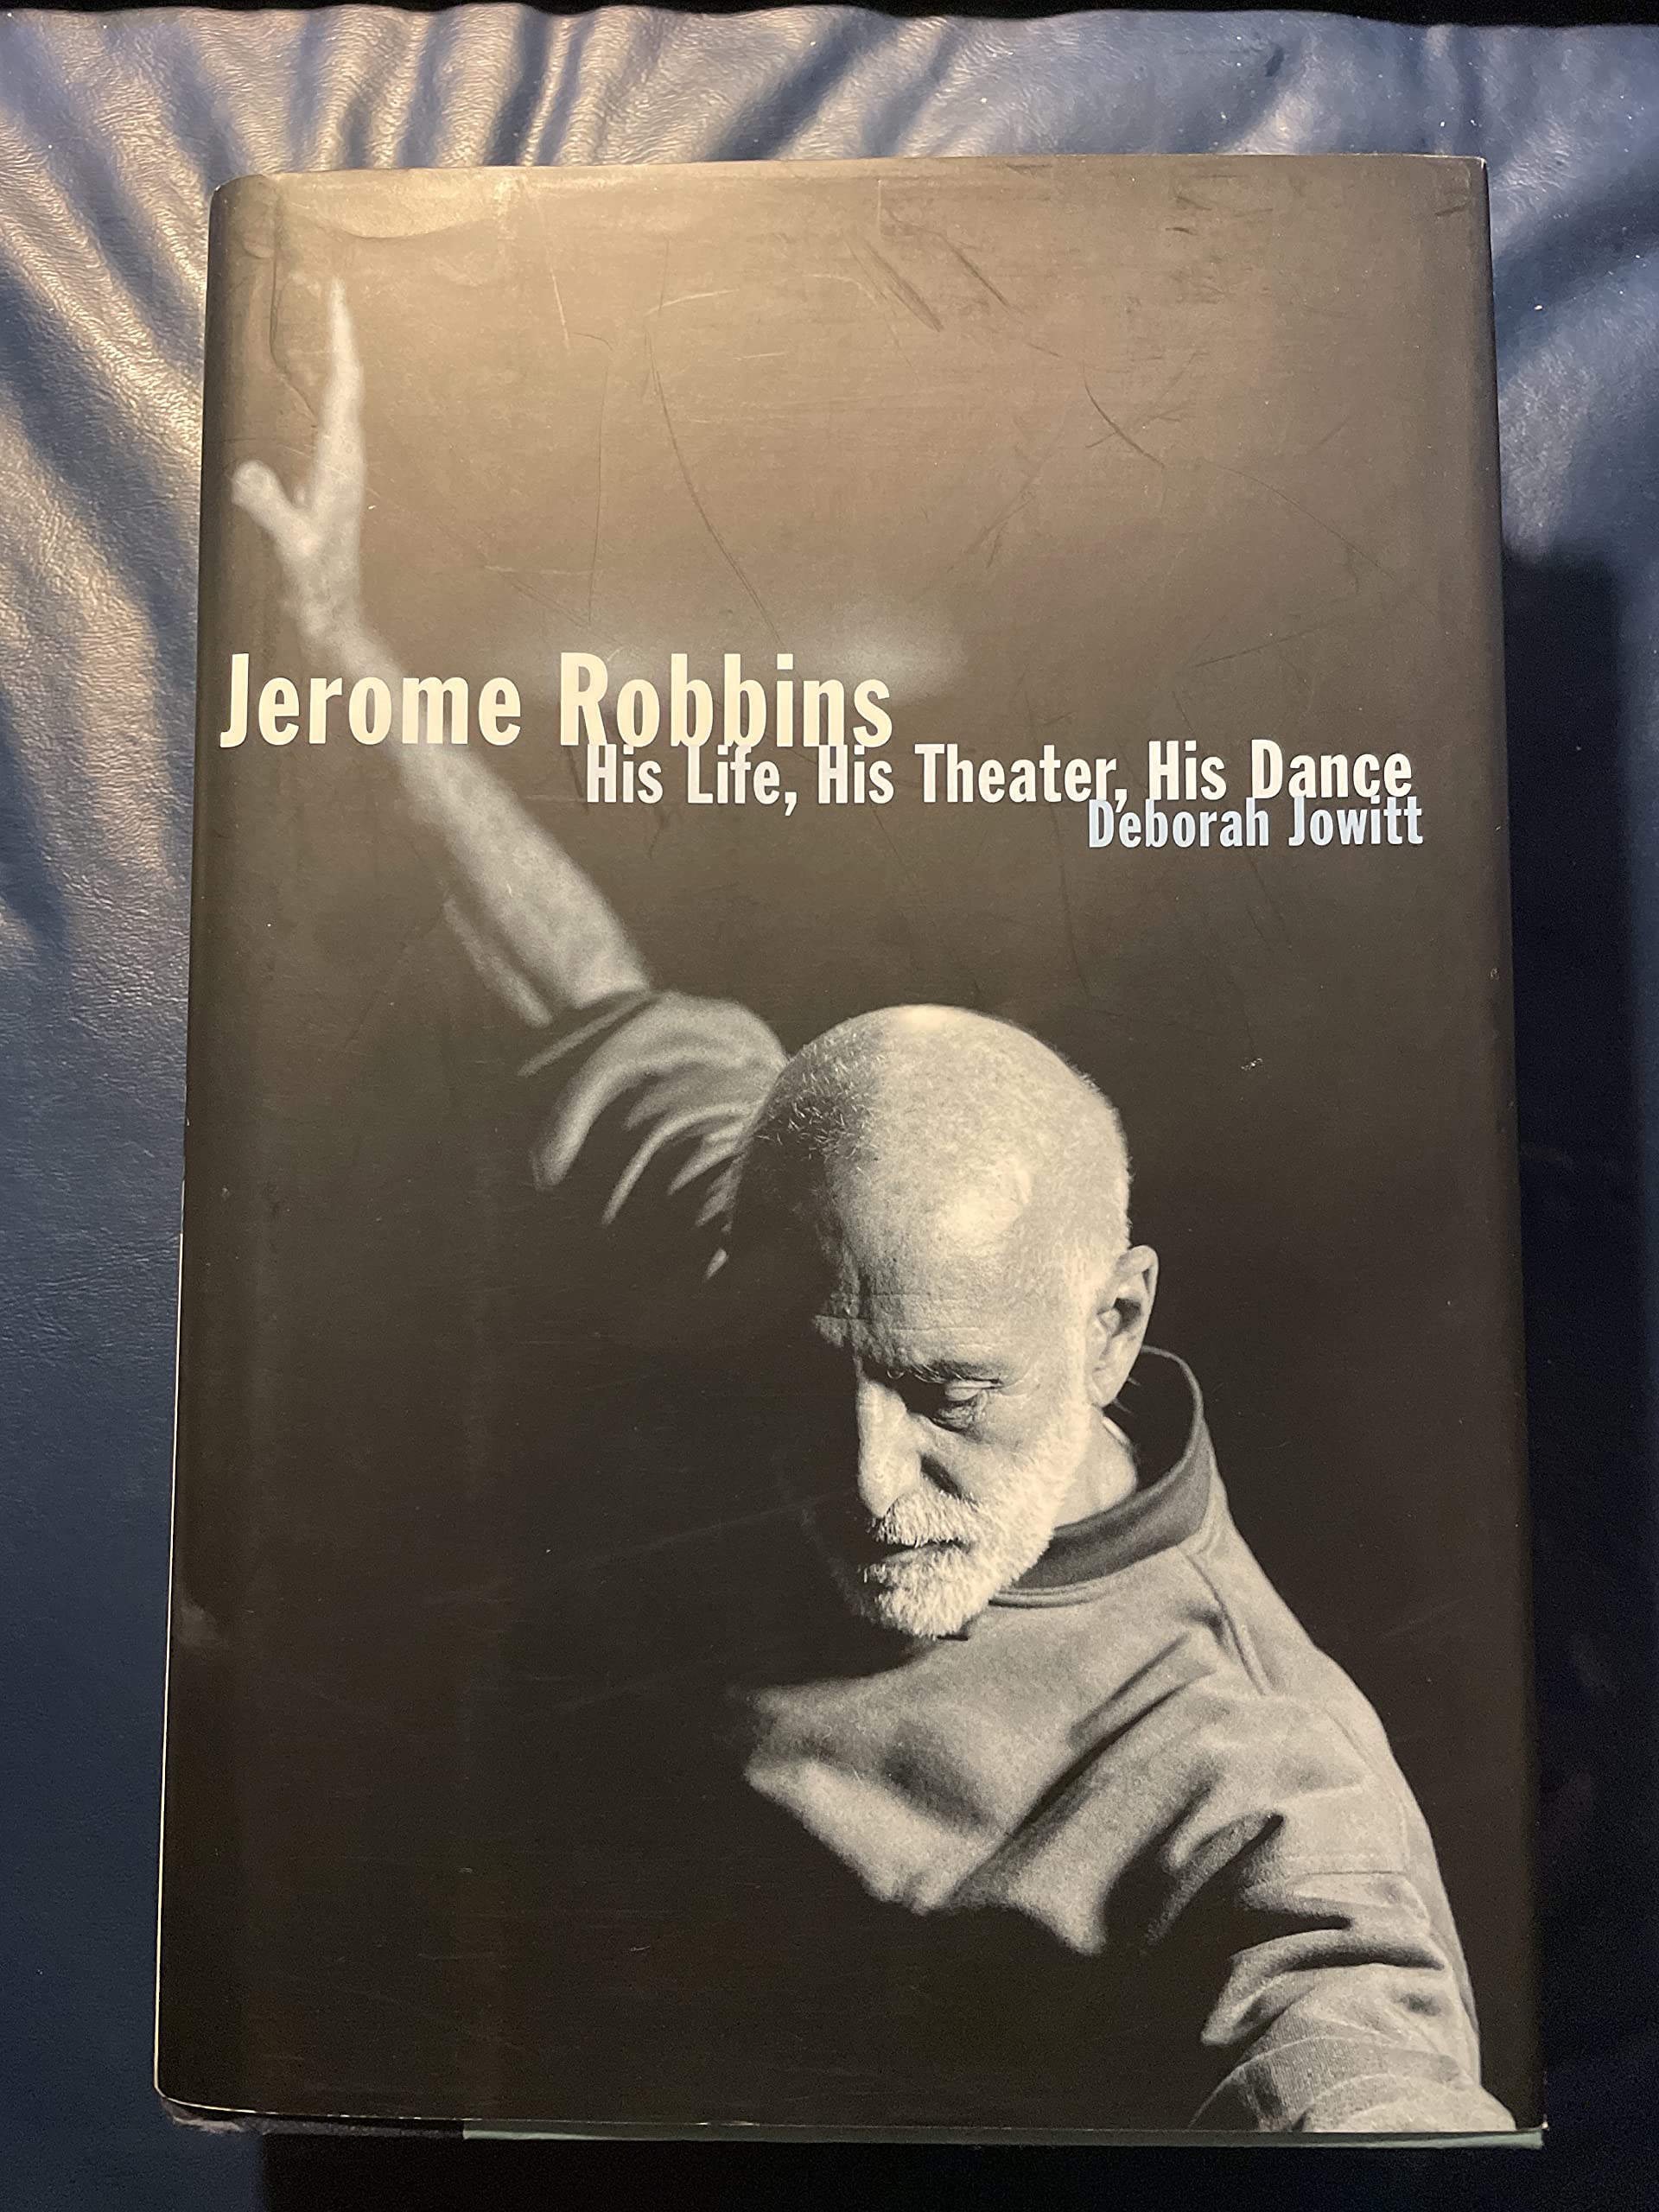 Jerome Robbins
His Life, His Theater, His Dance
Deborah Jowitt